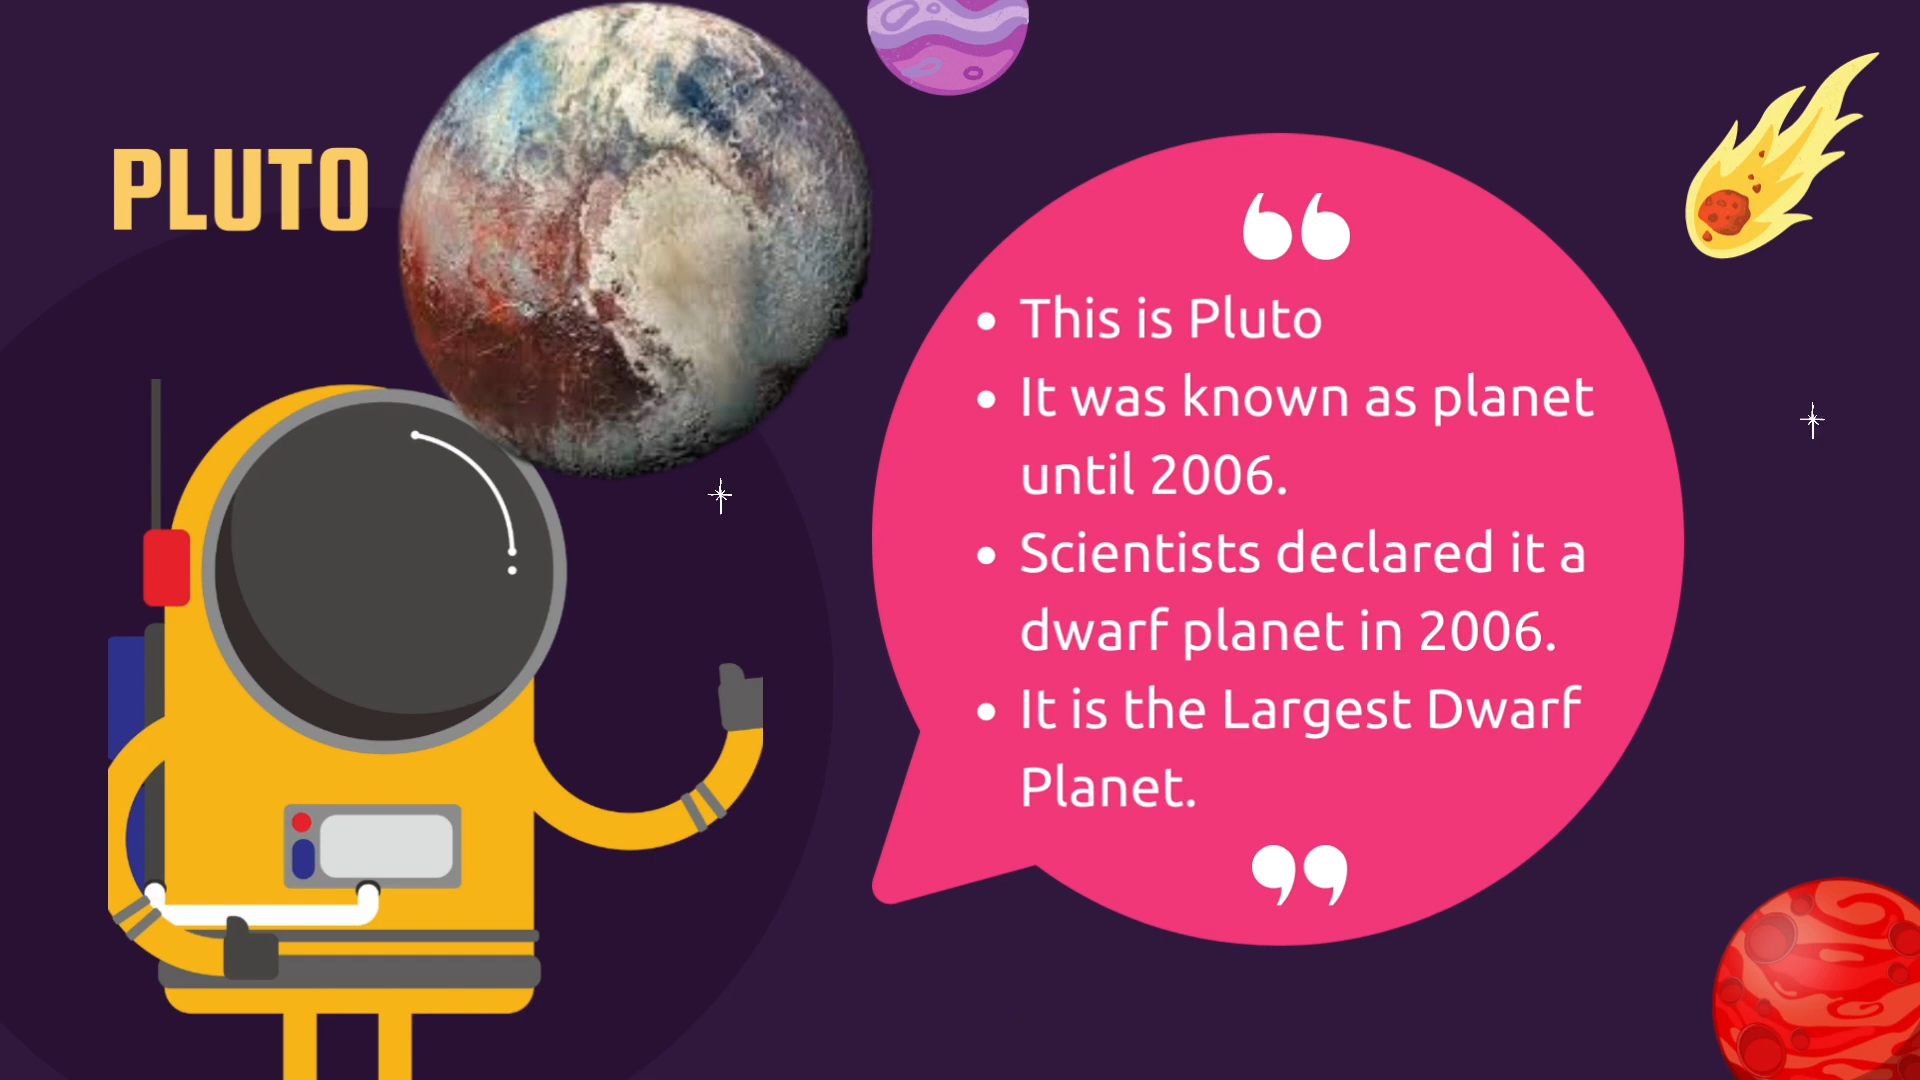 PLUTO
❝
• This is Pluto
• It was known as planet
until 2006.
• Scientists declared it a
dwarf planet in 2006.
• It is the Largest Dwarf
Planet.
❞